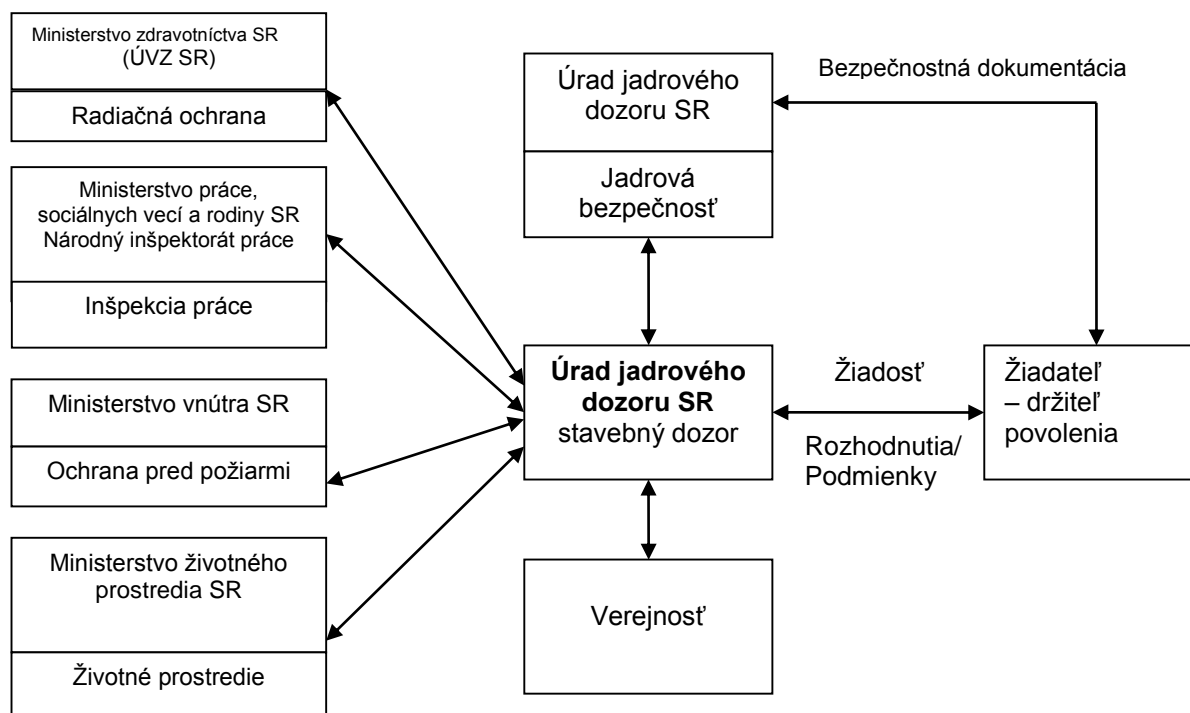 Ministerstvo zdravotníctva SR
(ÚVZ SR)
Radiačná ochrana
Ministerstvo práce,
sociálnych vecí a rodiny SR
Národný inšpektorát práce
Inšpekcia práce
Ministerstvo vnútra SR
Ochrana pred požiarmi
Ministerstvo životného
prostredia SR
Životné prostredie
Úrad jadrového
dozoru SR
Jadrová
bezpečnosť
Úrad jadrového
dozoru SR
stavebný dozor
Verejnosť
Bezpečnostná dokumentácia
Žiadosť
Rozhodnutia/
Podmienky
Žiadateľ
– držiteľ
povolenia